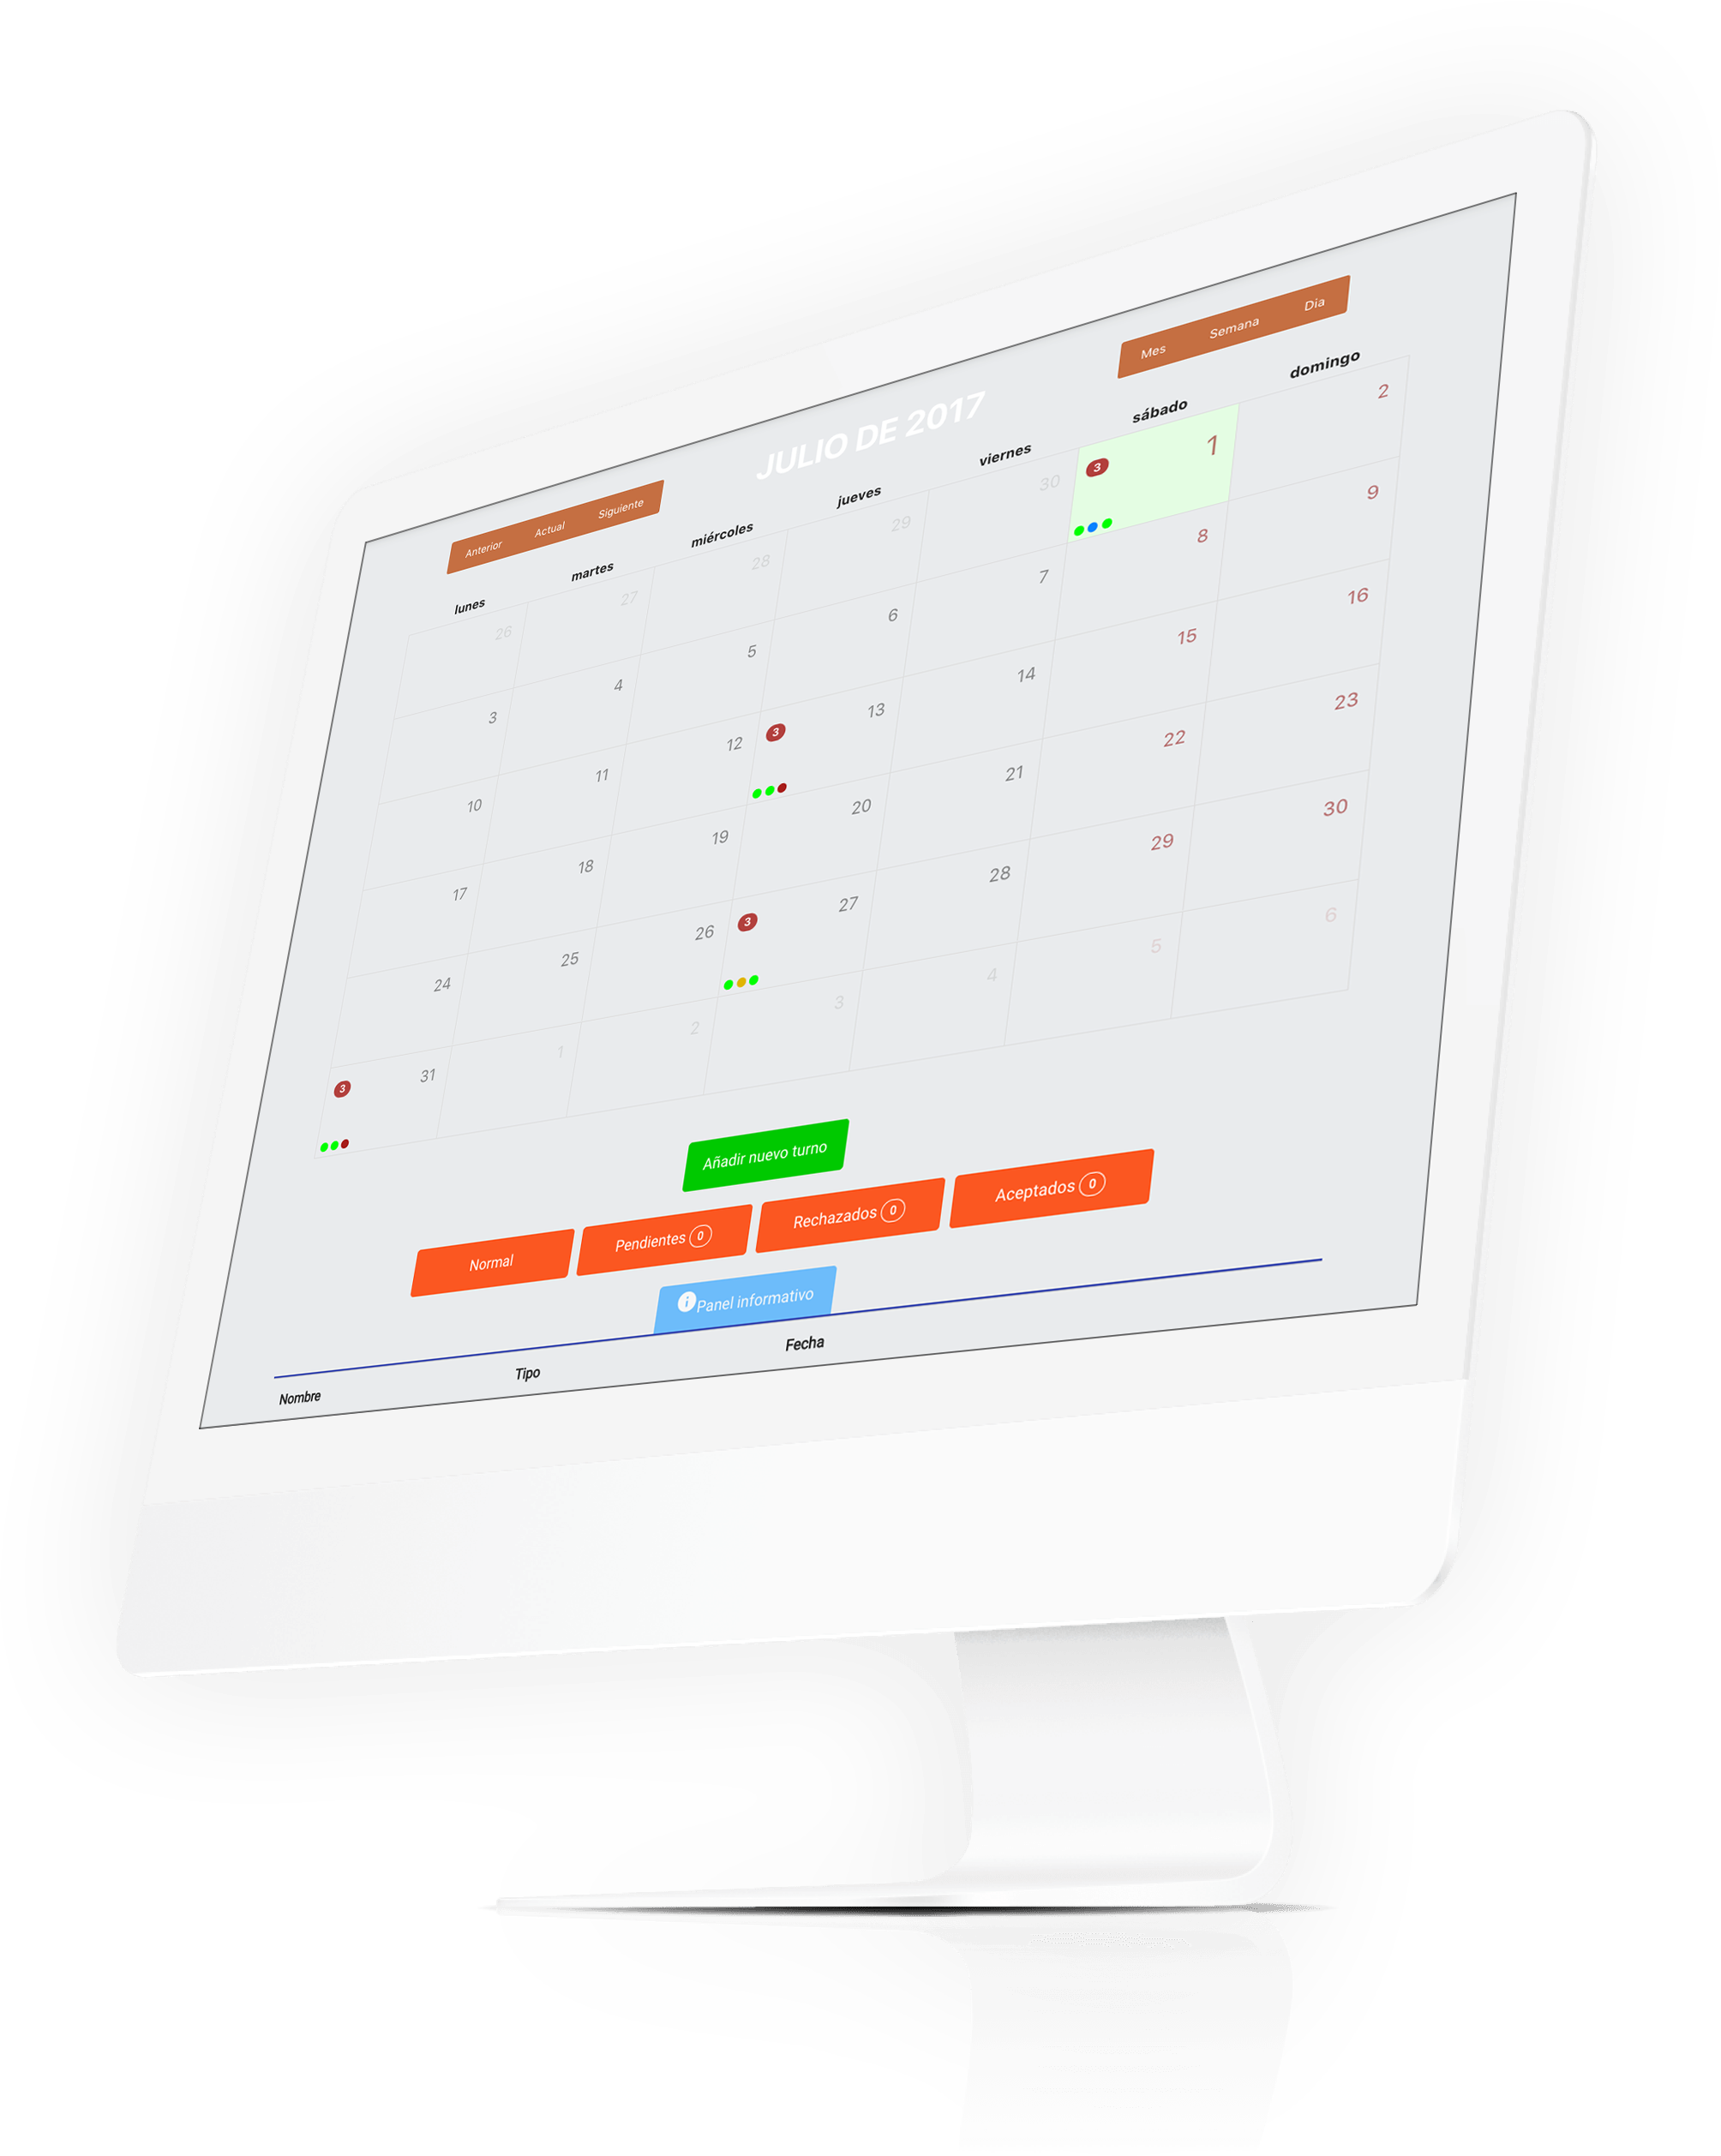 Mes Semana Dia
JULIO DE 2017
Anterior Actual Siguiente
lunes martes miércoles jueves viernes sábado domingo
26 27 28 29 30 3 1 2
3 4 5 6 7 8 9
10 11 12 3 13 14 15 16
17 18 19 20 21 22 23
24 25 26 3 27 28 29 30
3 31 1 2 3 4 5 6
Añadir nuevo turno
Normal Pendientes 0 Rechazados 0 Aceptados 0
i Panel informativo
Nombre Tipo Fecha